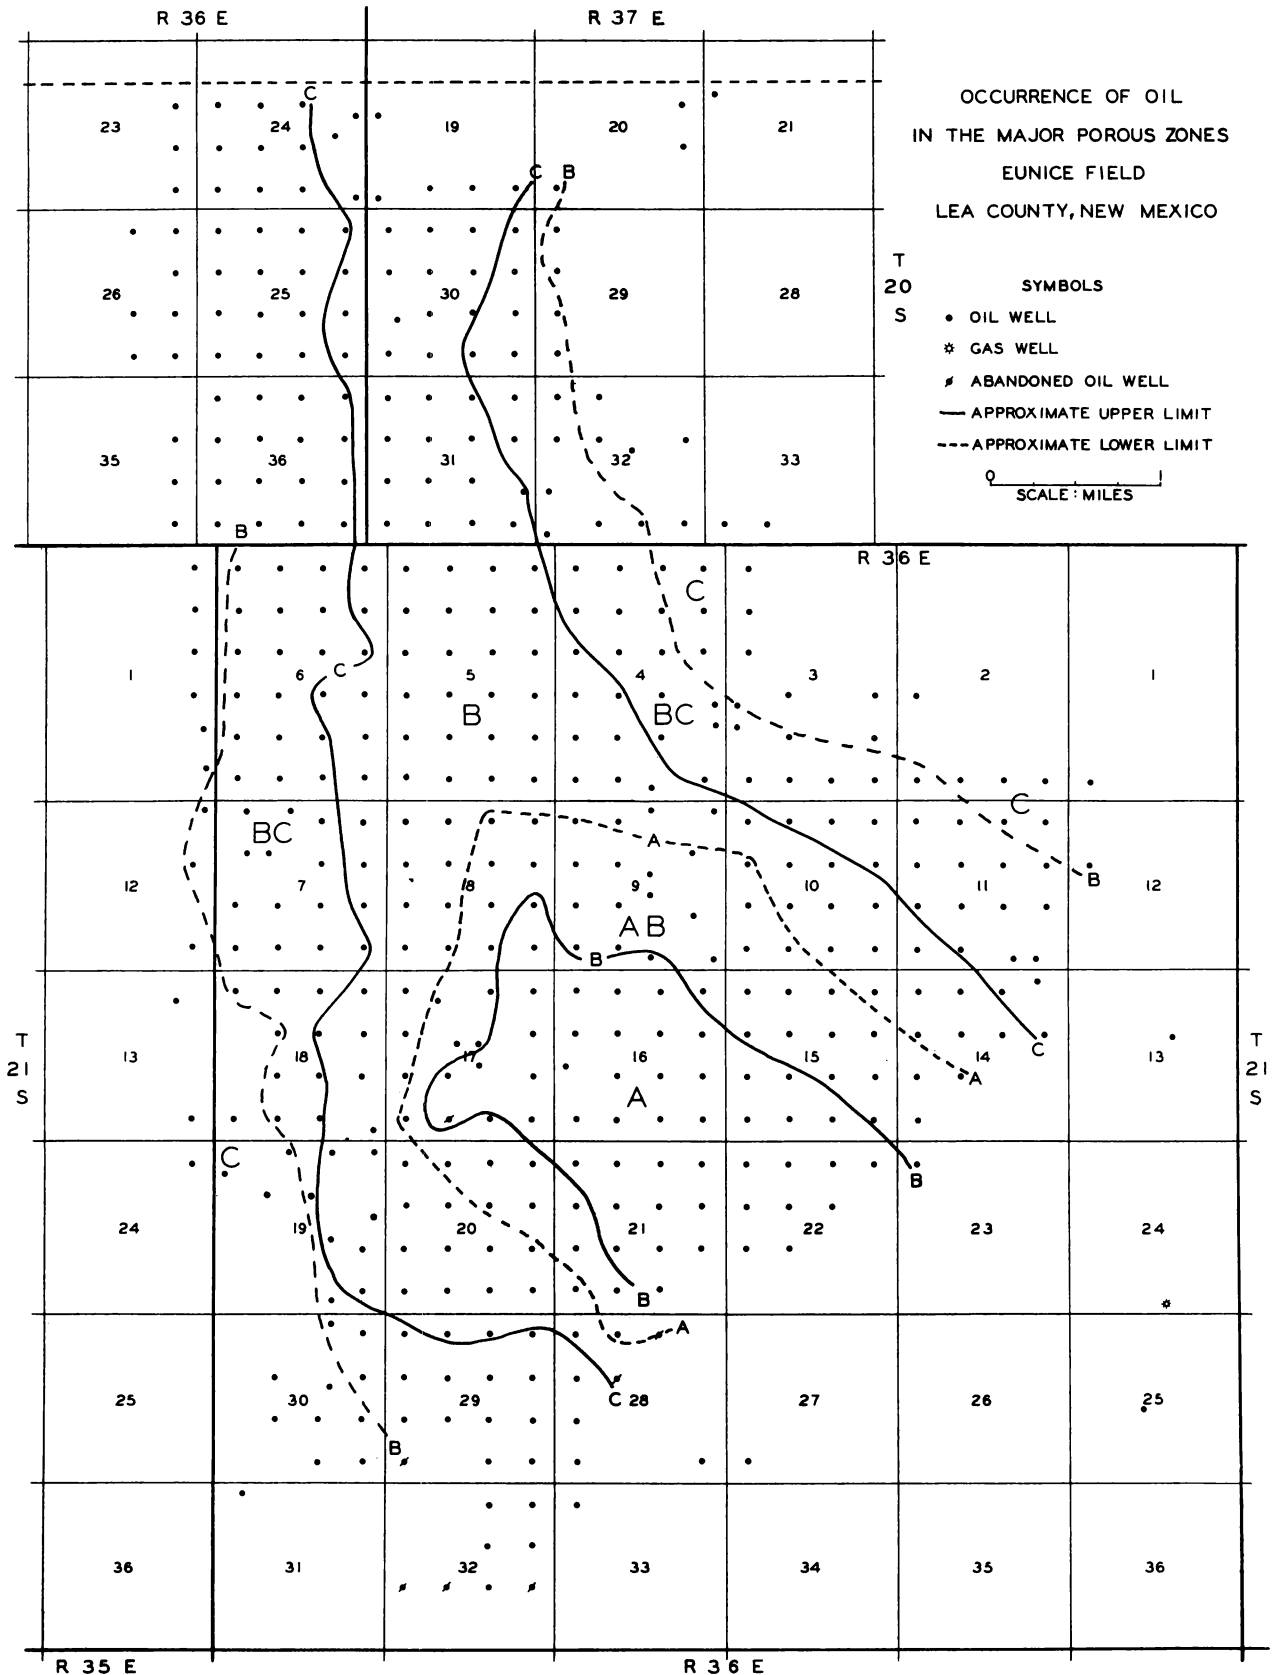 R 36 E R 37 E
OCCURRENCE OF OIL
IN THE MAJOR POROUS ZONES
EUNICE FIELD
LEA COUNTY, NEW MEXICO
C
23 24 19 20 21
C B
T
20
S
26 25 30 29 28
SYMBOLS
OIL WELL
GAS WELL
ABANDONED OIL WELL
APPROXIMATE UPPER LIMIT
APPROXIMATE LOWER LIMIT
0 1
SCALE : MILES
35 36 31 32 33
B
R 36 E
C
1 6 C 5 4 3 2 1
B BC
C
BC A
12 7 8 9 10 11 B 12
AB
B
T
21
S
13 18 17 16 15 14 C 13
A
A
T
21
S
C
B
24 19 20 21 22 23 24
B
A
25 30 29 C 28 27 26 25
B
36 31 32 33 34 35 36
R 35 E R 36 E